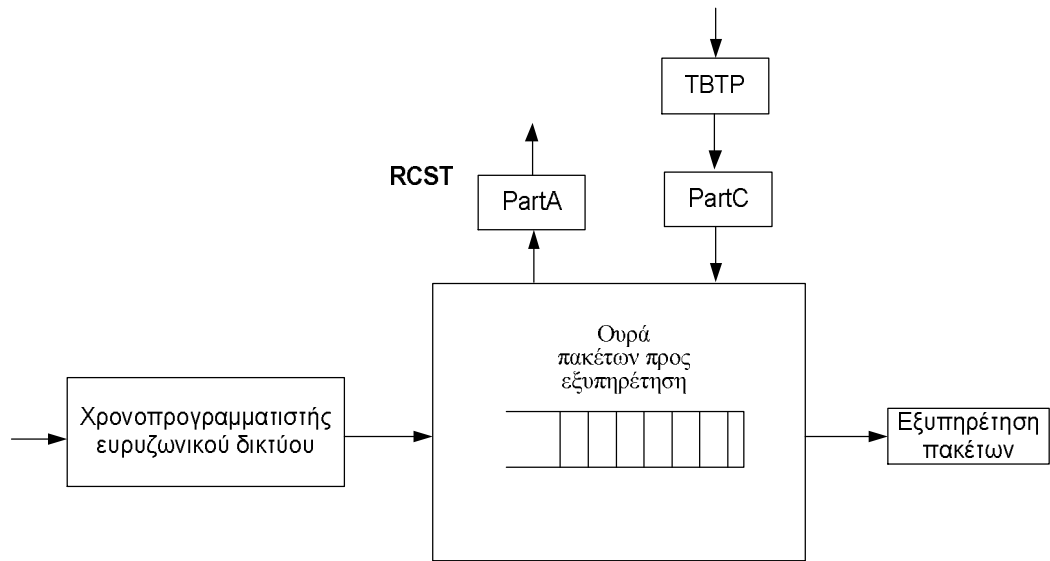 TBTP
RCST
PartA
PartC
Ουρά
πακέτων προς
εξυπηρέτηση
Χρονοπρογραμματιστής
ευρυζωνικού δικτύου
Εξυπηρέτηση
πακέτων